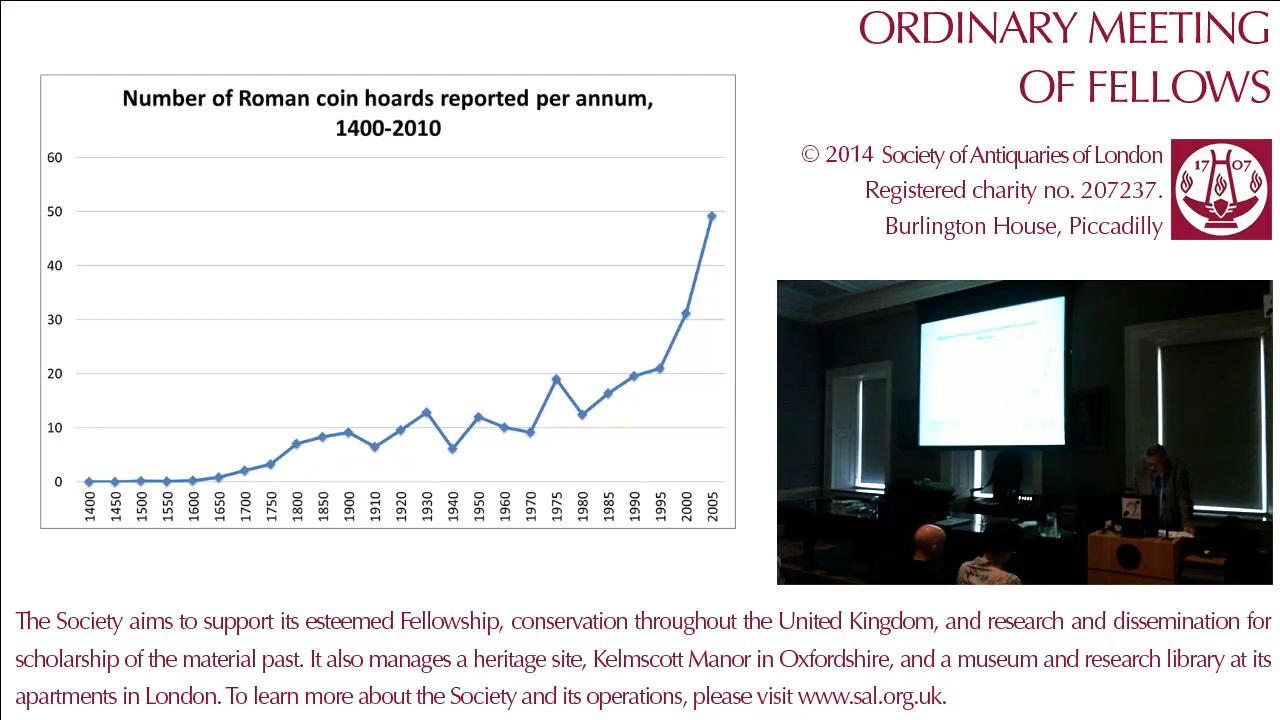 ORDINARY MEETING
OF FELLOWS
© 2014 Society of Antiquaries of London
Registered charity no. 207237.
Burlington House, Piccadilly
17 07
Number of Roman coin hoards reported per annum,
1400-2010
60
50
40
30
20
10
0
1400 1450 1500 1550 1600 1650 1700 1750 1800 1850 1900 1910 1920 1930 1940 1950 1960 1970 1975 1980 1985 1990 1995 2000 2005
The Society aims to support its esteemed Fellowship, conservation throughout the United Kingdom, and research and dissemination for
scholarship of the material past. It also manages a heritage site, Kelmscott Manor in Oxfordshire, and a museum and research library at its
apartments in London. To learn more about the Society and its operations, please visit www.sal.org.uk.